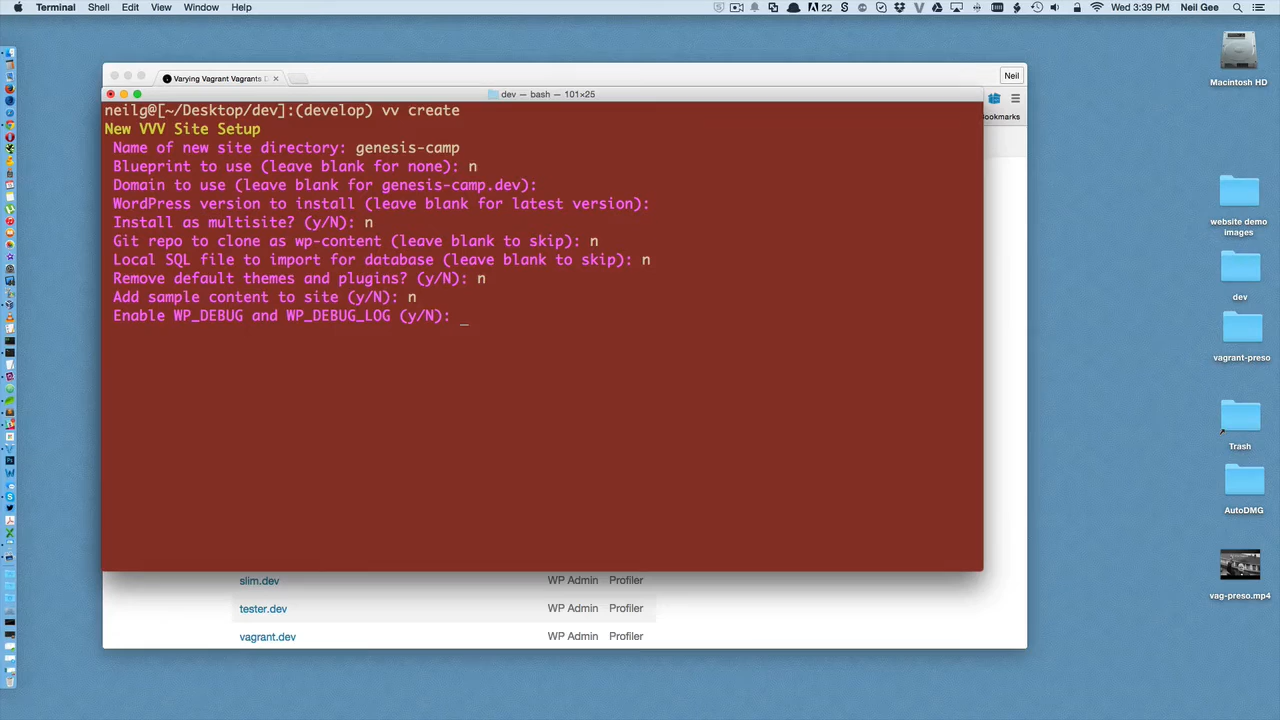 Terminal Shell Edit View Window Help 22 Wed 3:39 PM Neil Gee
Macintosh HD
Varying Vagrant Vagrants
Neil
dev — bash — 101×25
ookmarks
neilg@[~/Desktop/dev]:(develop) vv create
New VVV Site Setup
Name of new site directory: genesis-camp
Blueprint to use (leave blank for none): n
Domain to use (leave blank for genesis-camp.dev):
WordPress version to install (leave blank for latest version):
Install as multisite? (y/N): n
Git repo to clone as wp-content (leave blank to skip): n
Local SQL file to import for database (leave blank to skip): n
Remove default themes and plugins? (y/N): n
Add sample content to site (y/N): n
Enable WP_DEBUG and WP_DEBUG_LOG (y/N): _
website demo
images
dev
vagrant-preso
Trash
AutoDMG
vag-preso.mp4
slim.dev WP Admin Profiler
tester.dev WP Admin Profiler
vagrant.dev WP Admin Profiler